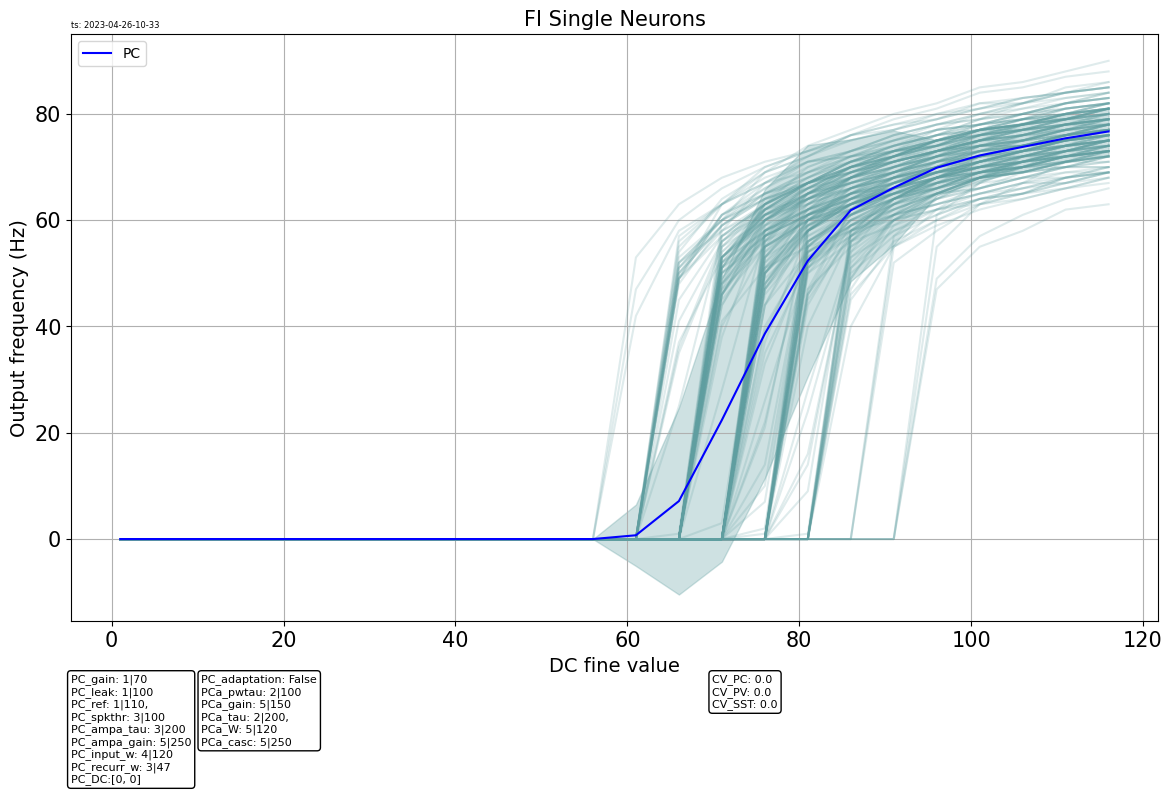 ts: 2023-04-26-10-33
FI Single Neurons
PC
Output frequency (Hz)
80
60
40
20
0
0 20 40 60 80 100 120
DC fine value
PC_gain: 1|70
PC_leak: 1|100
PC_ref: 1|110,
PC_spkthr: 3|100
PC_ampa_tau: 3|200
PC_ampa_gain: 5|250
PC_input_w: 4|120
PC_recurr_w: 3|47
PC_DC:[0, 0]
PC_adaptation: False
PCa_pwtau: 2|100
PCa_gain: 5|150
PCa_tau: 2|200,
PCa_W: 5|120
PCa_casc: 5|250
CV_PC: 0.0
CV_PV: 0.0
CV_SST: 0.0